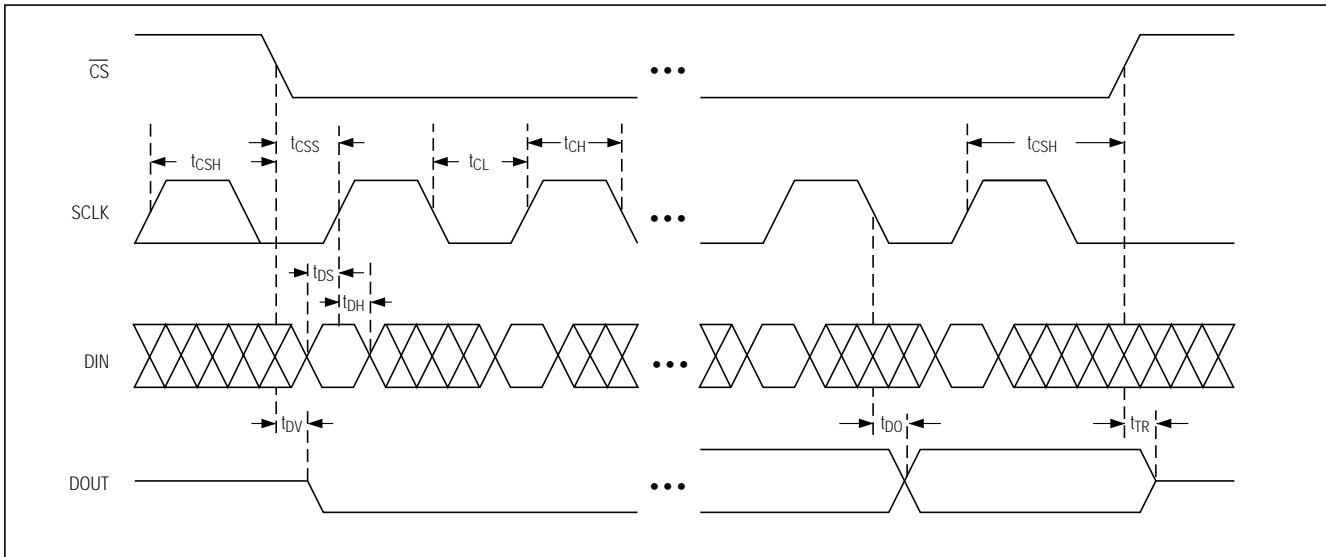 CS
tCSH
tCSS
tCL
tCH
tCSH
SCLK
tDS
tDH
DIN
tDV
tDO
tTR
DOUT